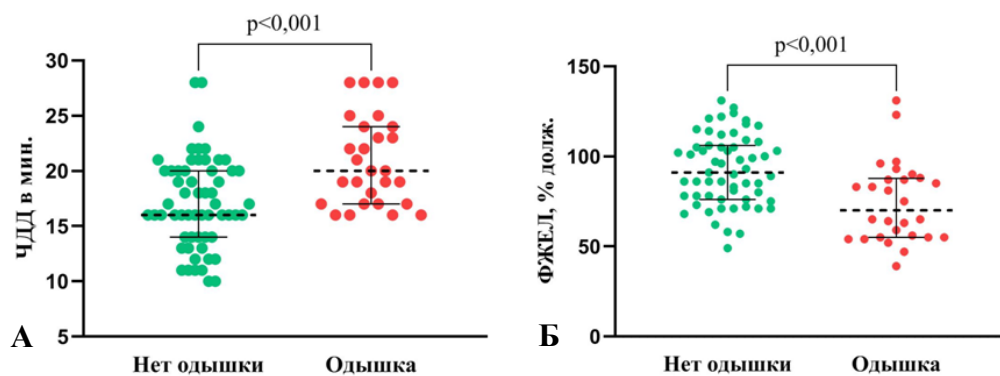 p<0,001
ЧДД в мин.
30
25
20
15
10
5
Нет одышки
Одышка
А
p<0,001
ФЖЕЛ, % долж.
150
100
50
0
Нет одышки
Одышка
Б